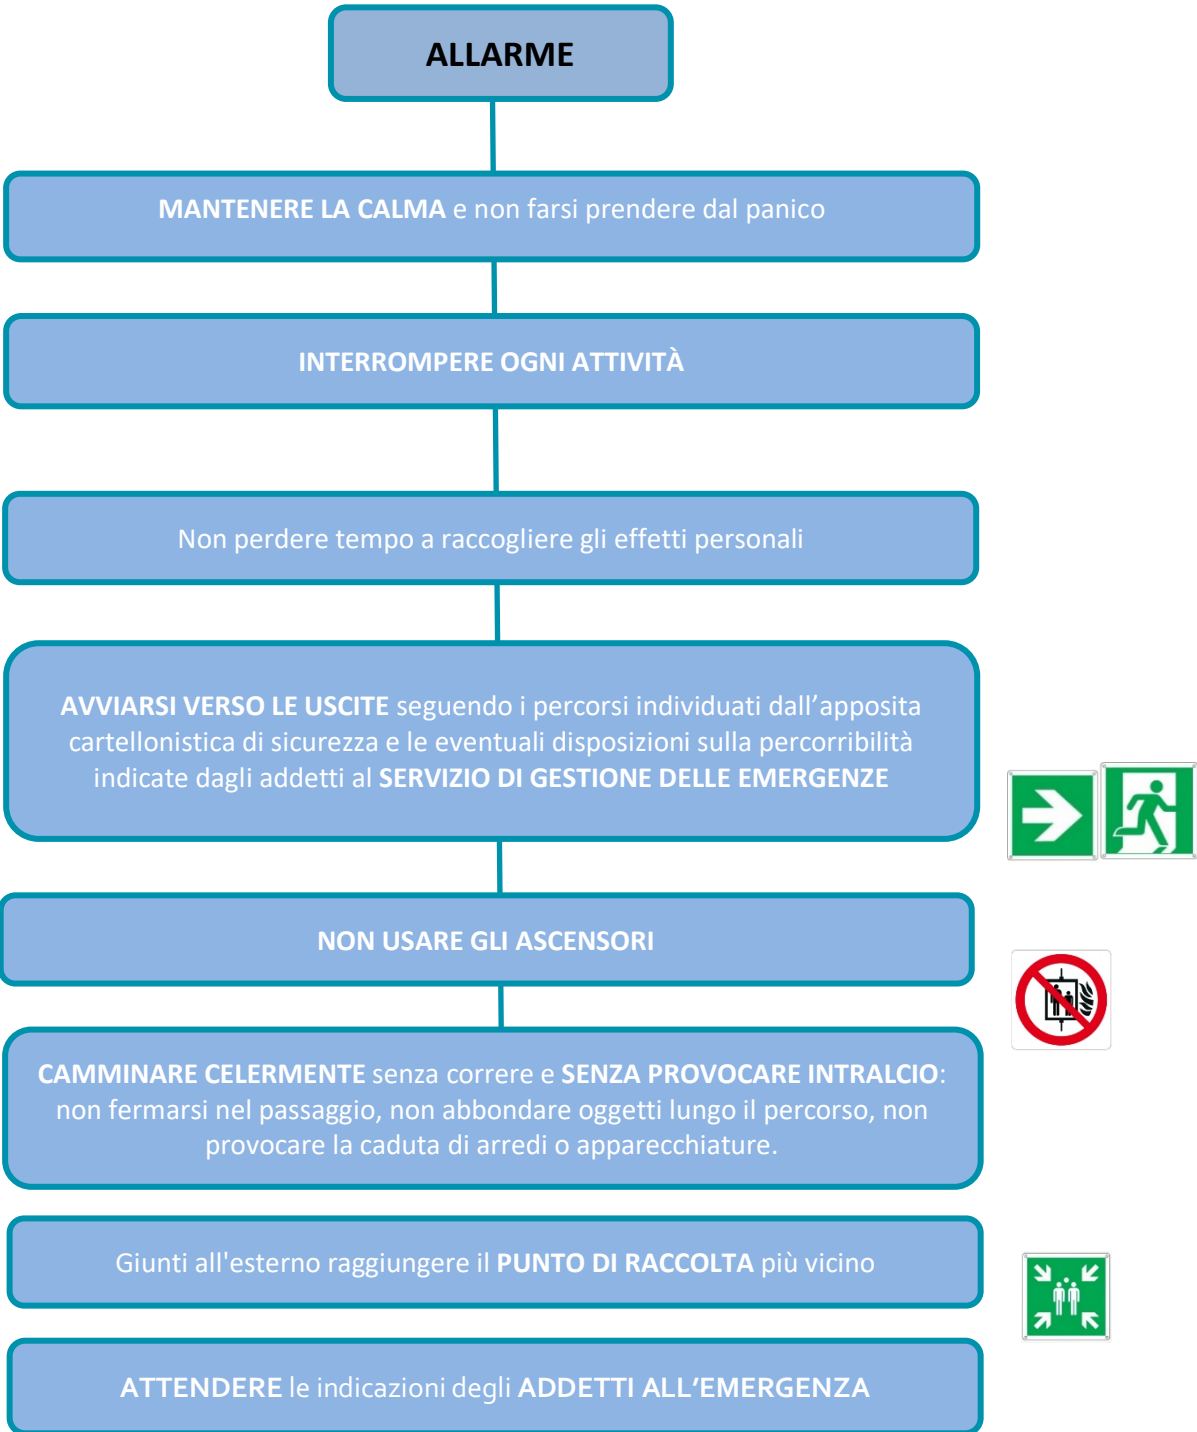 ALLARME
MANTENERE LA CALMA e non farsi prendere dal panico
INTERROMPERE OGNI ATTIVITÀ
Non perdere tempo a raccogliere gli effetti personali
AVVIARSI VERSO LE USCITE seguendo i percorsi individuati dall’apposita
cartellonistica di sicurezza e le eventuali disposizioni sulla percorribilità
indicate dagli addetti al SERVIZIO DI GESTIONE DELLE EMERGENZE
NON USARE GLI ASCENSORI
CAMMINARE CELERMENTE senza correre e SENZA PROVOCARE INTRALCIO:
non fermarsi nel passaggio, non abbondare oggetti lungo il percorso, non
provocare la caduta di arredi o apparecchiature.
Giunti all'esterno raggiungere il PUNTO DI RACCOLTA più vicino
ATTENDERE le indicazioni degli ADDETTI ALL’EMERGENZA